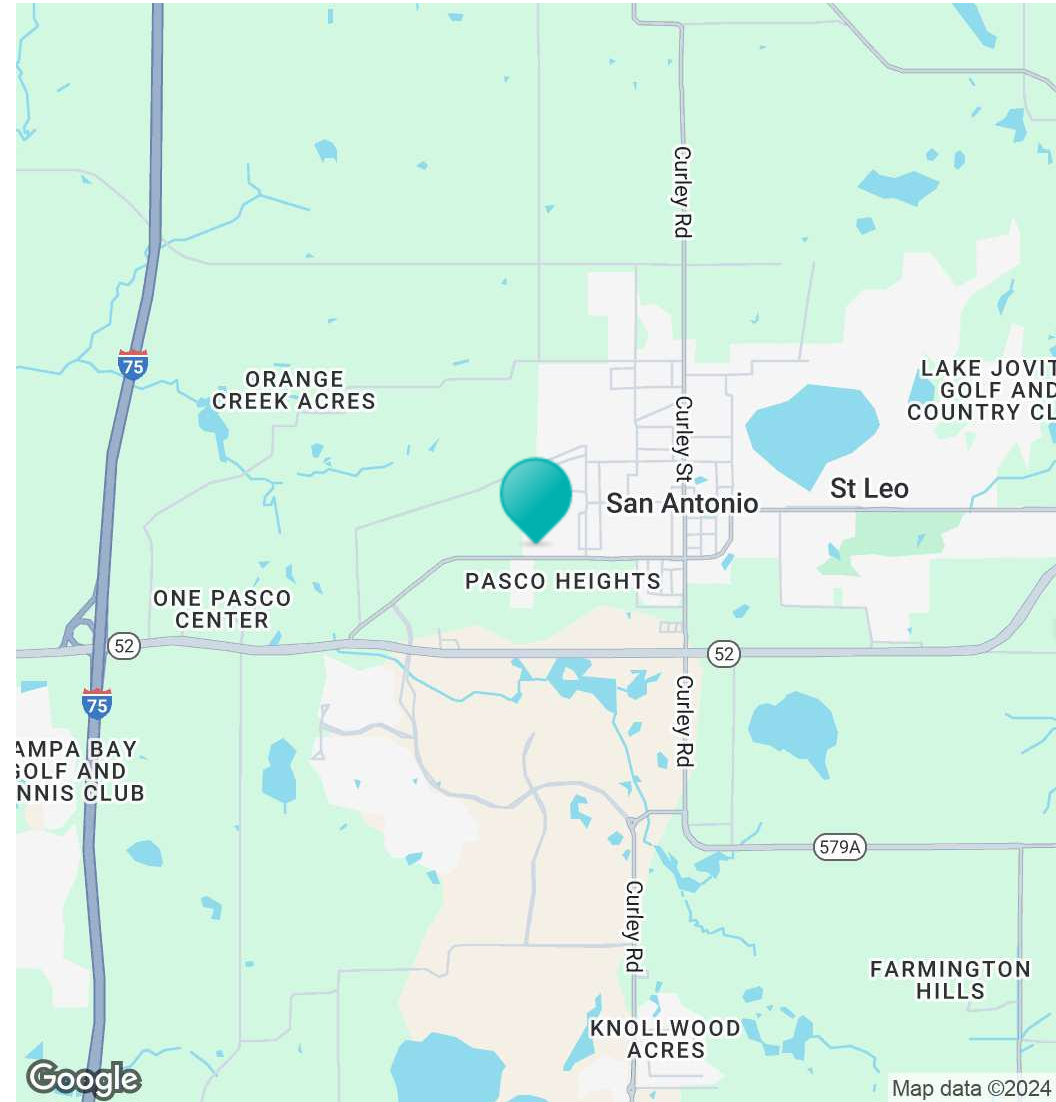 Curley Rd
75
ORANGE
CREEK ACRES
LAKE JOVIT
GOLF AND
COUNTRY CL
Curley St
San Antonio
St Leo
PASCO HEIGHTS
ONE PASCO
CENTER
52
52
75
Curley Rd
AMPA BAY
GOLF AND
NNIS CLUB
579A
Curley Rd
FARMINGTON
HILLS
KNOLLWOOD
ACRES
Google
Map data ©2024